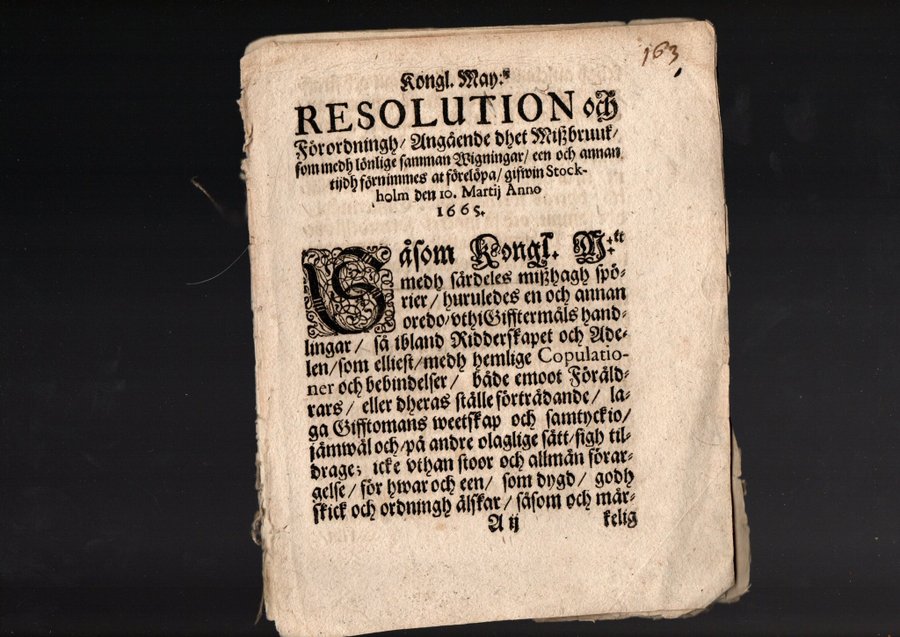 163
Kongl. May:tz
RESOLUTION och
Förordningh / Angående dhet Mißbruuk /
som medh lönlige samman Wigningar / een och annan
tijdh förnimmes at förelöpa / gifwin Stock-
holm den 10. Martij Anno
1665.
Såsom Kongl. M:tt
medh särdeles mißhagh spö-
rier / huruledes en och annan
oredo / vthi Gifftermåls hand-
lingar / så ibland Ridderskapet och Ade-
len / som elliest / medh hemlige Copulatio-
ner och bebindelser / både emoot Föräld-
rars / eller dheras ställe förträdande / la-
ga Gifftomans weetskap och samtyckio /
jämwäl och / på andre olaglige sätt / sigh til-
drage; icke vthan stoor och allmän förar-
gelse / för hwar och een / som dygd / godh
skick och ordningh älskar / såsom och mär-
A ij kelig